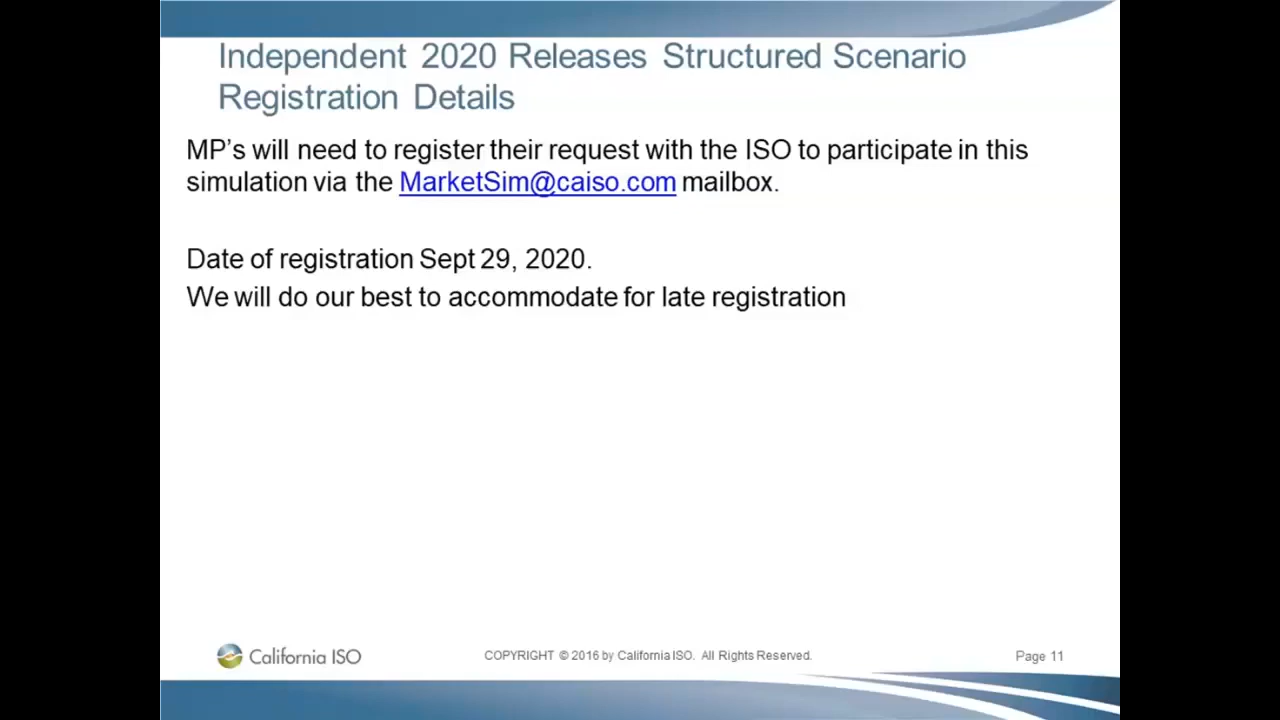 Independent 2020 Releases Structured Scenario
Registration Details
MP's will need to register their request with the ISO to participate in this
simulation via the MarketSim@caiso.com mailbox.
Date of registration Sept 29, 2020.
We will do our best to accommodate for late registration
California ISO
COPYRIGHT © 2016 by California ISO. All Rights Reserved.
Page 11